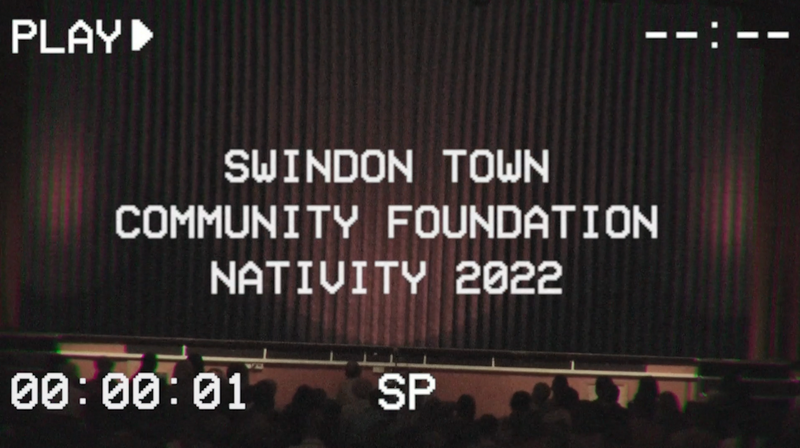 PLAY▶
--:--
SWINDON TOWN
COMMUNITY FOUNDATION
NATIVITY 2022
00:00:01
SP